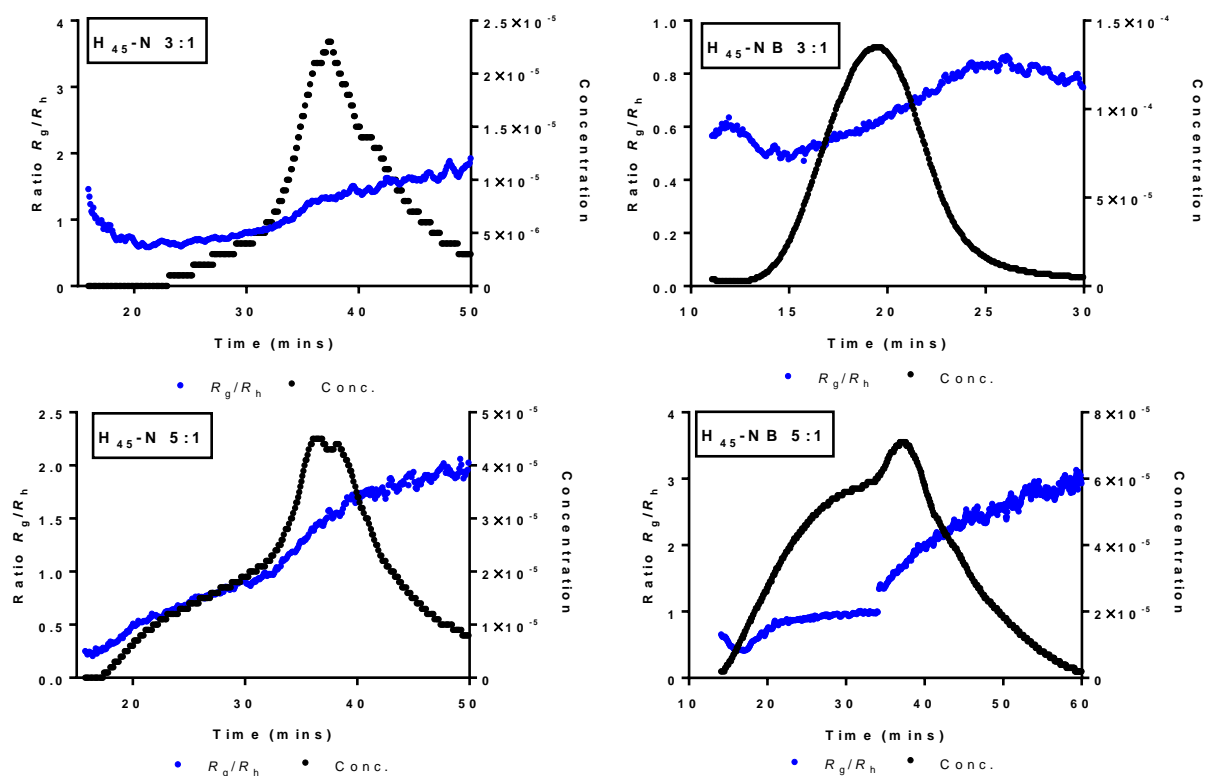 H 45-N 3:1
4
3
2
1
0
Ratio Rg/Rh
2.5×10-5
2×10-5
1.5×10-5
1×10-5
5×10-6
0
Concentration
20 30 40 50
Time (mins)
Rg/Rh Conc.
H 45-NB 3:1
1.0
0.8
0.6
0.4
0.2
0.0
Ratio Rg/Rh
1.5×10-4
1×10-4
5×10-5
0
Concentration
10 15 20 25 30
Time (mins)
Rg/Rh Conc.
H 45-N 5:1
2.5
2.0
1.5
1.0
0.5
0.0
Ratio Rg/Rh
5×10-5
4×10-5
3×10-5
2×10-5
1×10-5
0
Concentration
20 30 40 50
Time (mins)
Rg/Rh Conc.
H 45-NB 5:1
4
3
2
1
0
Ratio Rg/Rh
8×10-5
6×10-5
4×10-5
2×10-5
0
Concentration
10 20 30 40 50 60
Time (mins)
Rg/Rh Conc.